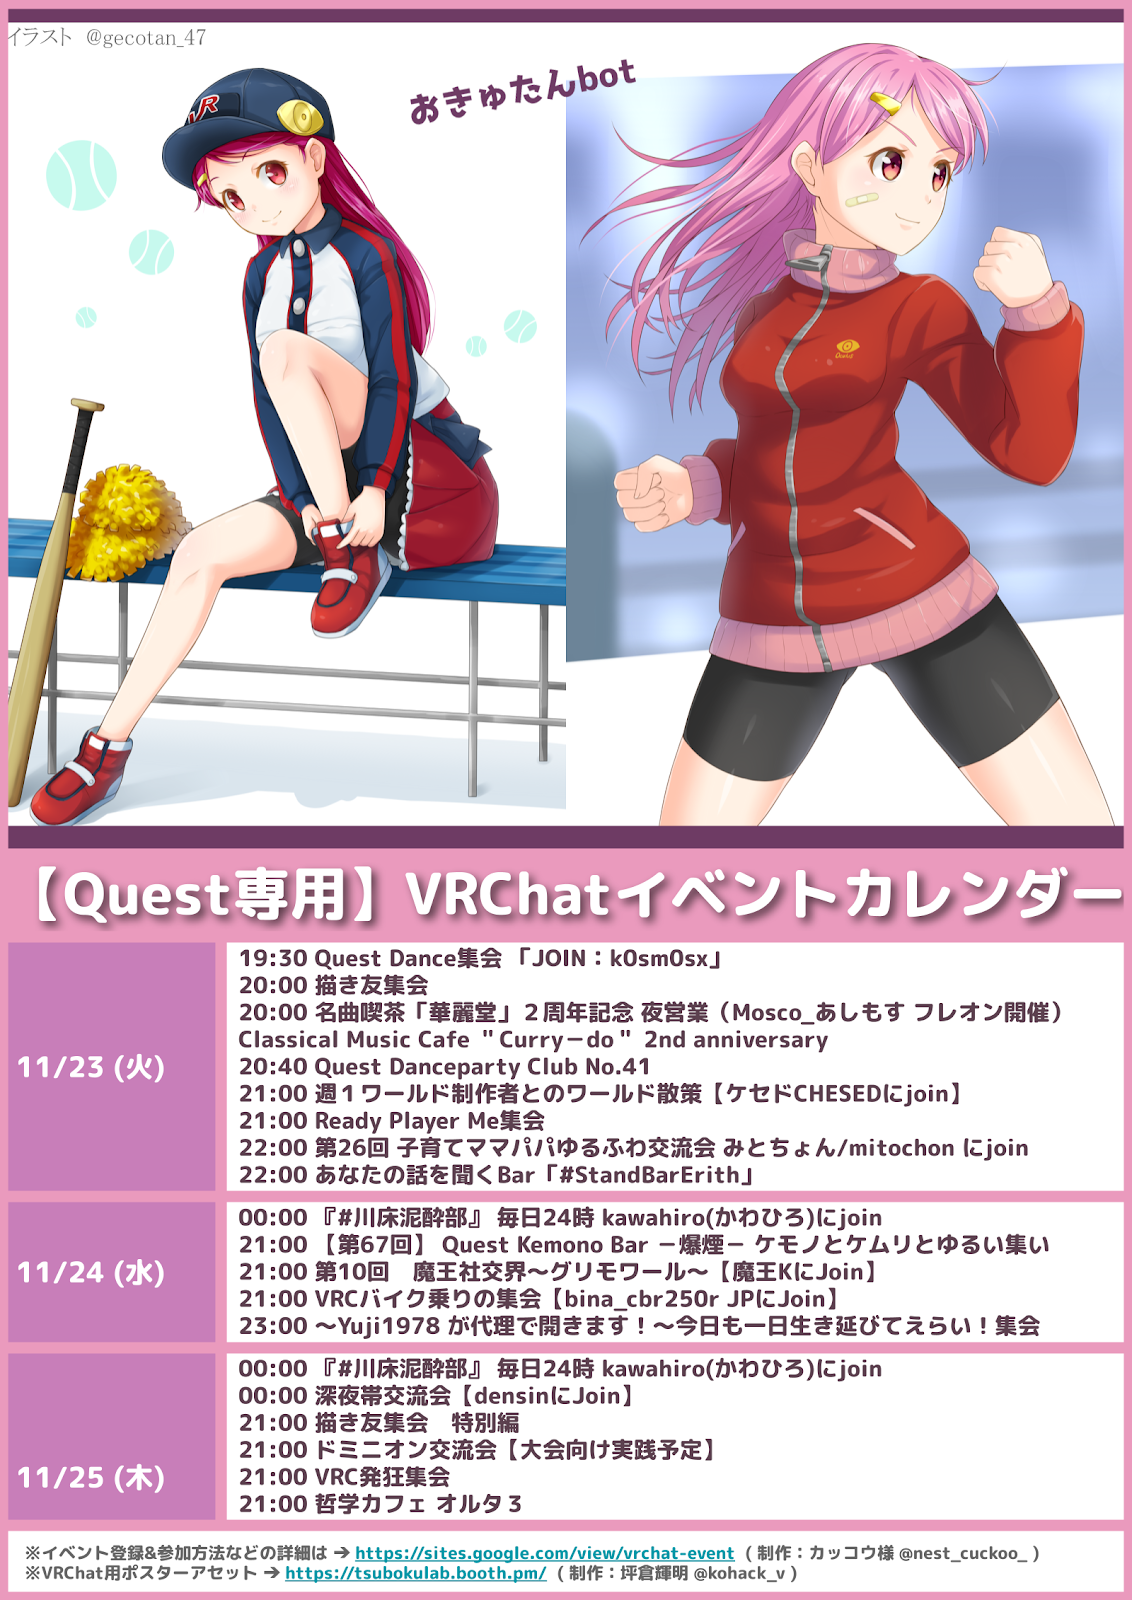 イラスト @gecotan_47
おきゅたんbot
VR
Quest
【Quest専用】VRChatイベントカレンダー
11/23 (火)
19:30 Quest Dance集会 「JOIN：k0sm0sx」
20:00 描き友集会
20:00 名曲喫茶「華麗堂」２周年記念 夜営業（Mosco_あしもす フレオン開催）
Classical Music Cafe ＂Curry－do＂ 2nd anniversary
20:40 Quest Danceparty Club No.41
21:00 週１ワールド制作者とのワールド散策【ケセドCHESEDにjoin】
21:00 Ready Player Me集会
22:00 第26回 子育てママパパゆるふわ交流会 みとちょん/mitochon にjoin
22:00 あなたの話を聞くBar「#StandBarErith」
11/24 (水)
00:00 『#川床泥酔部』 毎日24時 kawahiro(かわひろ)にjoin
21:00 【第67回】 Quest Kemono Bar －爆煙－ ケモノとケムリとゆるい集い
21:00 第10回　魔王社交界～グリモワール～【魔王KにJoin】
21:00 VRCバイク乗りの集会【bina_cbr250r JPにJoin】
23:00 ～Yuji1978 が代理で開きます！～今日も一日生き延びてえらい！集会
11/25 (木)
00:00 『#川床泥酔部』 毎日24時 kawahiro(かわひろ)にjoin
00:00 深夜帯交流会【densinにJoin】
21:00 描き友集会　特別編
21:00 ドミニオン交流会【大会向け実践予定】
21:00 VRC発狂集会
21:00 哲学カフェ オルタ３
※イベント登録&参加方法などの詳細は → https://sites.google.com/view/vrchat-event （ 制作：カッコウ様 @nest_cuckoo_ ）
※VRChat用ポスターアセット → https://tsubokulab.booth.pm/ （ 制作：坪倉輝明 @kohack_v ）